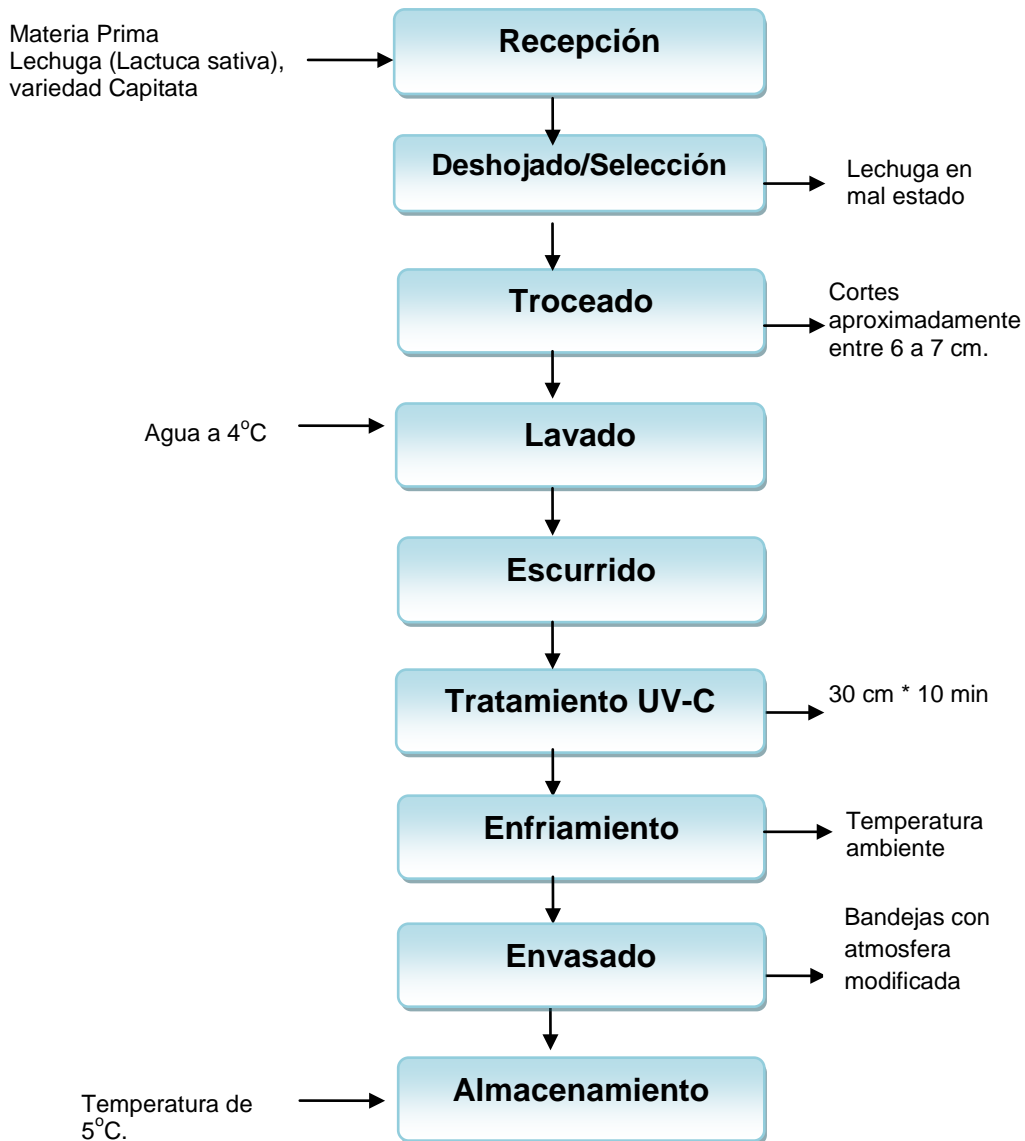 Materia Prima
Lechuga (Lactuca sativa),
variedad Capitata
Recepción
Deshojado/Selección
Lechuga en
mal estado
Troceado
Cortes
aproximadamente
entre 6 a 7 cm.
Agua a 4°C
Lavado
Escurrido
Tratamiento UV-C
30 cm * 10 min
Enfriamiento
Temperatura
ambiente
Envasado
Bandejas con
atmosfera
modificada
Almacenamiento
Temperatura de
5°C.